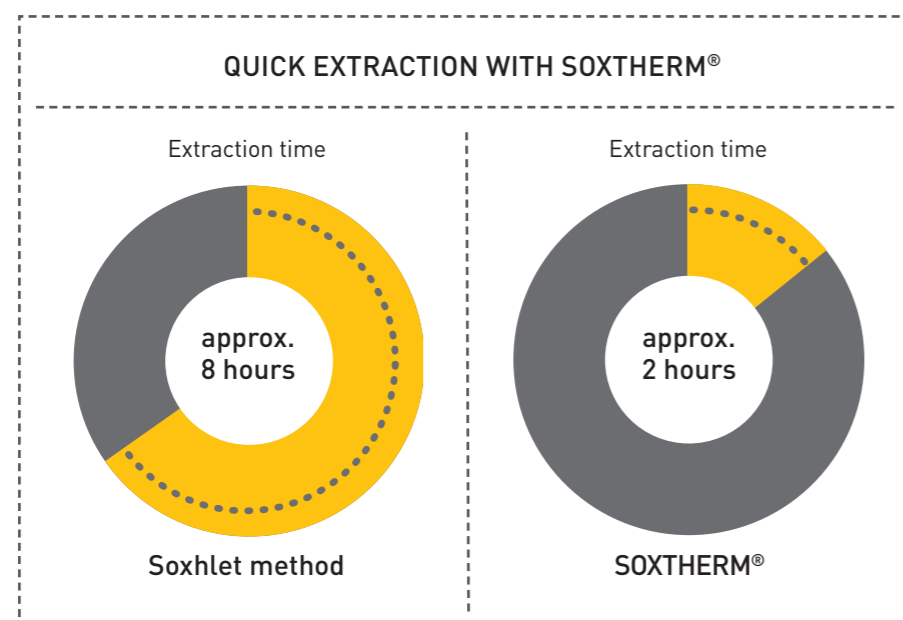 QUICK EXTRACTION WITH SOXTHERM®
Extraction time
approx.
8 hours
Soxhlet method
Extraction time
approx.
2 hours
SOXTHERM®